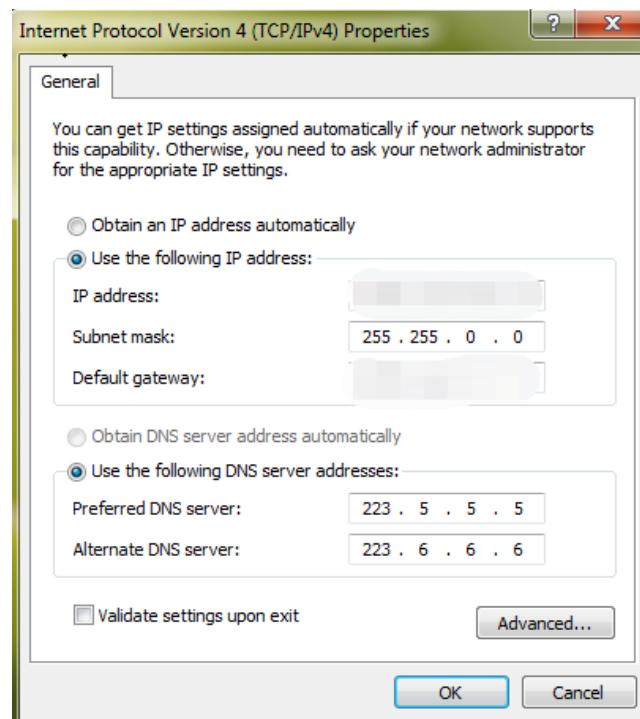 Internet Protocol Version 4 (TCP/IPv4) Properties
General
You can get IP settings assigned automatically if your network supports
this capability. Otherwise, you need to ask your network administrator
for the appropriate IP settings.
Obtain an IP address automatically
Use the following IP address:
IP address:
Subnet mask: 255 . 255 . 0 . 0
Default gateway:
Obtain DNS server address automatically
Use the following DNS server addresses:
Preferred DNS server: 223 . 5 . 5 . 5
Alternate DNS server: 223 . 6 . 6 . 6
Validate settings upon exit
Advanced...
OK Cancel